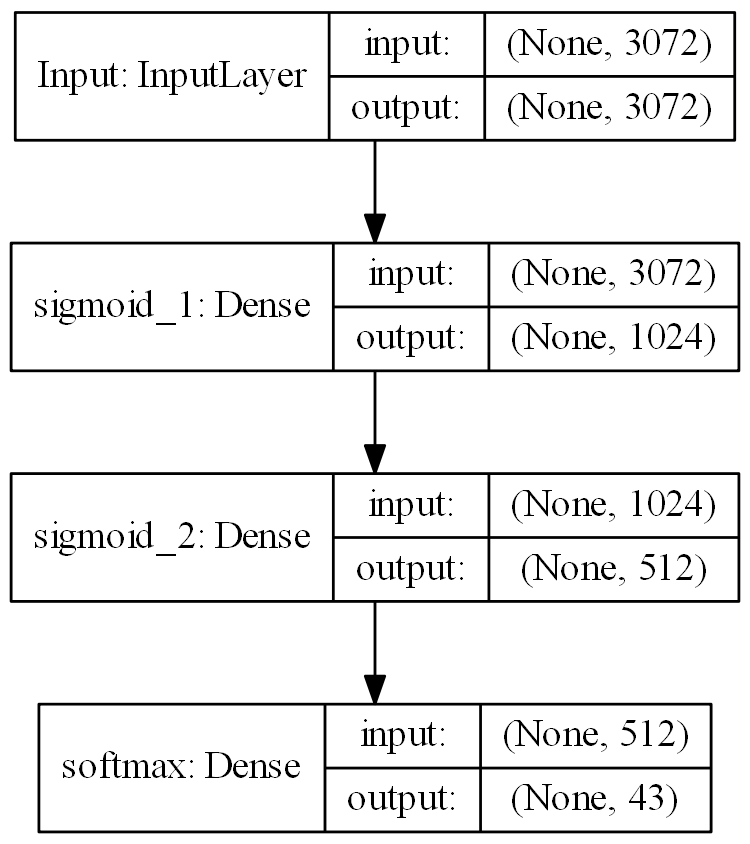 Input: InputLayer
input: (None, 3072)
output: (None, 3072)
sigmoid_1: Dense
input: (None, 3072)
output: (None, 1024)
sigmoid_2: Dense
input: (None, 1024)
output: (None, 512)
softmax: Dense
input: (None, 512)
output: (None, 43)